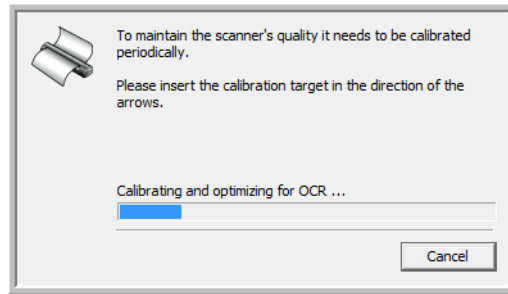 To maintain the scanner's quality it needs to be calibrated
periodically.
Please insert the calibration target in the direction of the
arrows.
Calibrating and optimizing for OCR ...
Cancel